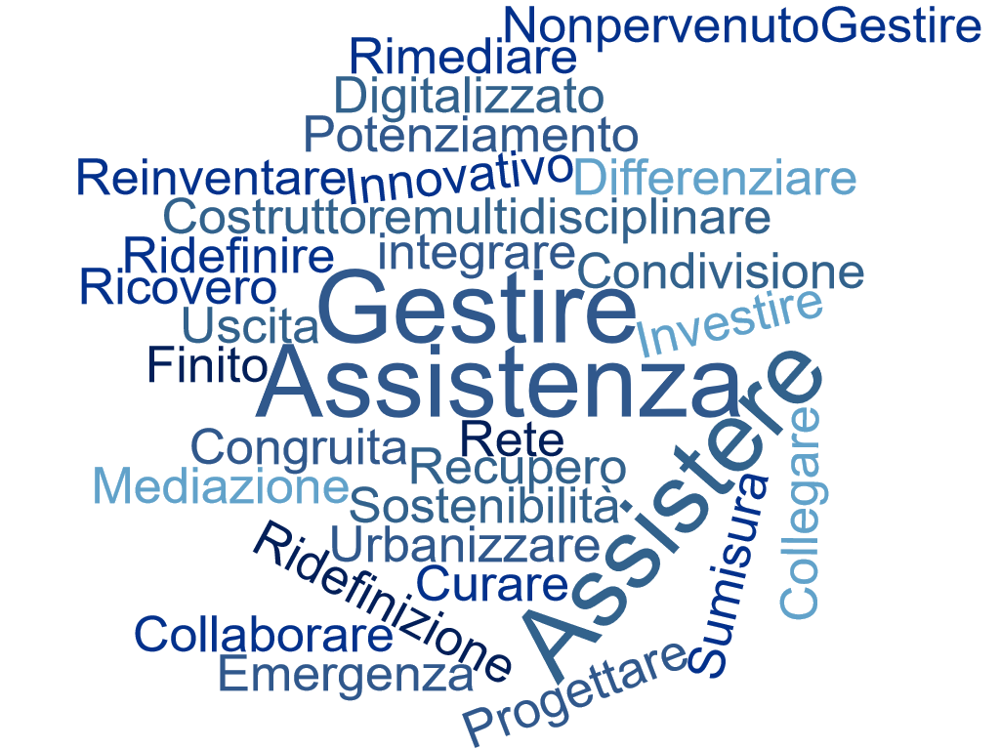 NonpervenutoGestire
Rimediare
Digitalizzato
Potenziamento
Reinventare
Innovativo
Differenziare
Costruttoremultidisciplinare
Ridefinire
integrare
Condivisione
Ricovero
Gestire
Investire
Uscita
Finito
Assistenza
Assistere
Congruita
Rete
Recupero
Collegare
Mediazione
Sostenibilità
Sumisura
Urbanizzare
Ridefinizione
Curare
Collaborare
Emergenza
Progettare